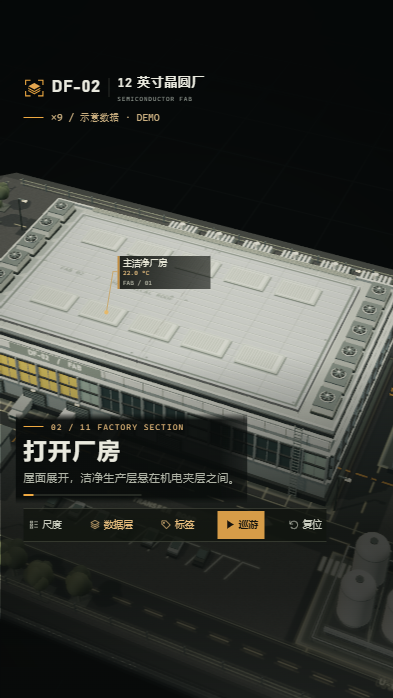 DF-02
12 英寸晶圆厂
SEMICONDUCTOR FAB
×9 / 示意数据 · DEMO
主洁净厂房
22.0 °C
FAB / 01
DF-02 / FAB
02 / 11 FACTORY SECTION
打开厂房
屋面展开，洁净生产层悬在机电夹层之间。
尺度
数据层
标签
巡游
复位